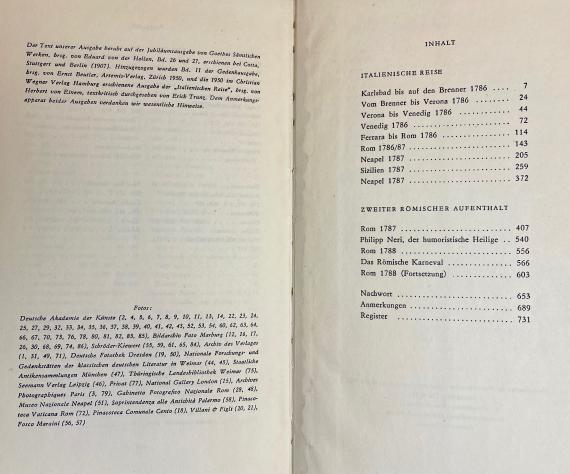 Der Text unserer Ausgabe beruht auf der Jubiläumsausgabe von Goethes Sämtlichen
Werken, hrsg. von Eduard von der Hellen, Bd. 26 und 27, erschienen bei Cotta,
Stuttgart und Berlin (1907). Hinzugezogen wurden Bd. 11 der Gedenkausgabe,
hrsg. von Ernst Beutler, Artemis-Verlag, Zürich 1950, und die 1950 im Christian
Wegner Verlag Hamburg erschienene Ausgabe der „Italienischen Reise", hrsg. von
Herbert von Einem, textkritisch durchgesehen von Erich Trunz. Dem Anmerkungs-
apparat beider Ausgaben verdanken wir wesentliche Hinweise.
Fotos:
Deutsche Akademie der Künste (2, 4, 5, 6, 7, 8, 9, 10, 11, 13, 14, 22, 23, 24,
25, 27, 29, 32, 33, 34, 35, 36, 37, 38, 39, 40, 41, 42, 43, 52, 53, 54, 60, 62, 63, 64,
66, 67, 70, 73, 76, 78, 80, 81, 82, 83, 85), Bildarchiv Foto Marburg (12, 16, 17,
26, 30, 68, 69, 74, 86), Schröder-Kiewert (55, 59, 61, 65, 84), Archiv des Verlages
(1, 31, 49, 71), Deutsche Fotothek Dresden (19, 50), Nationale Forschungs- und
Gedenkstätten der klassischen deutschen Literatur in Weimar (44, 45), Staatliche
Antikensammlungen München (47), Thüringische Landesbibliothek Weimar (75),
Seemann Verlag Leipzig (46), Privat (77), National Gallery London (15), Archives
Photographiques Paris (3, 79), Gabinetto Fotografico Nazionale Rom (28, 48),
Museo Nazionale Neapel (51), Soprintendenza alle Antichità Palermo (58), Pinaco-
teca Vaticana Rom (72), Pinacoteca Comunale Cento (18), Villani & Figli (20, 21),
Fosco Maraini (56, 57)
INHALT
ITALIENISCHE REISE
Karlsbad bis auf den Brenner 1786 .... 7
Vom Brenner bis Verona 1786 ........ 24
Verona bis Venedig 1786 ............ 44
Venedig 1786 ....................... 72
Ferrara bis Rom 1786 ............... 114
Rom 1786/87 ........................ 143
Neapel 1787 ........................ 205
Sizilien 1787 ...................... 259
Neapel 1787 ........................ 372
ZWEITER RÖMISCHER AUFENTHALT
Rom 1787 ........................... 407
Philipp Neri, der humoristische Heilige .. 540
Rom 1788 ........................... 556
Das Römische Karneval .............. 566
Rom 1788 (Fortsetzung) ............. 603
Nachwort ........................... 653
Anmerkungen ........................ 689
Register ........................... 731